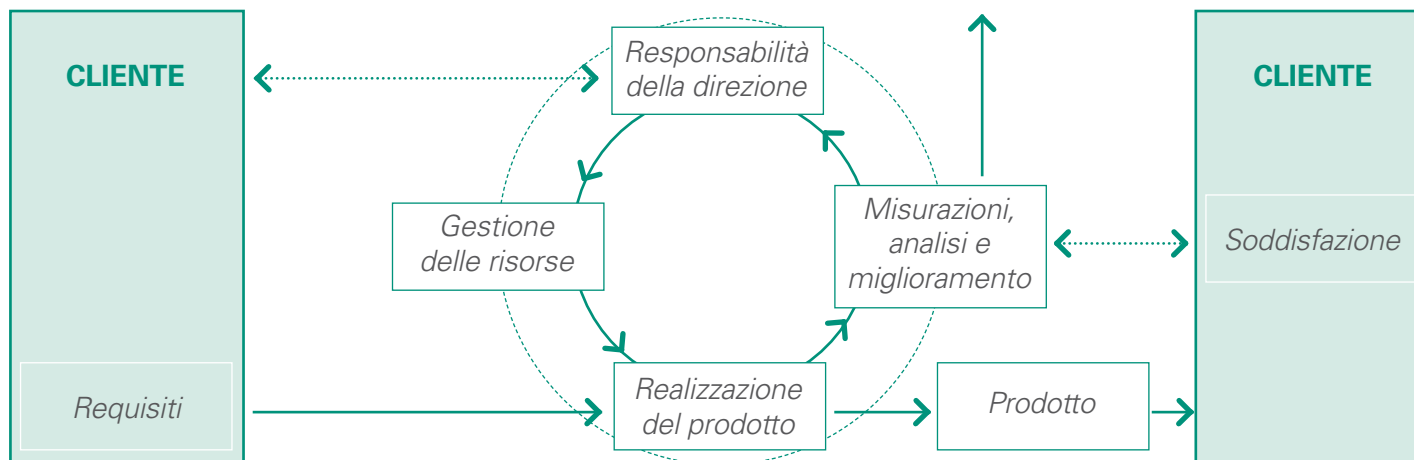 CLIENTE
Responsabilità
della direzione
CLIENTE
Gestione
delle risorse
Misurazioni,
analisi e
miglioramento
Soddisfazione
Requisiti
Realizzazione
del prodotto
Prodotto